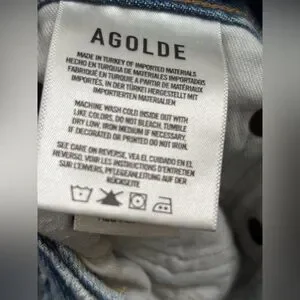 AGOLDE
MADE IN TURKEY OF IMPORTED MATERIALS
HECHO EN TURQUIA DE MATERIALES IMPORTADOS
FABRIQUÉ EN TURQUIE A PARTIR DE MATÉRIAUX
IMPORTÉS, IN DER TÜRKEI HERGESTELLT MIT
IMPORTIERTEN MATERIALIEN
MACHINE WASH COLD INSIDE OUT WITH
LIKE COLORS, DO NOT BLEACH, TUMBLE
DRY LOW, IRON MEDIUM IF NECESSARY,
IF DECORATED OR PRINTED DO NOT IRON.
SEE CARE ON REVERSE, VEA EL CUIDADO EN EL
REVERSO, VOIR LES INSTRUCTIONS D'ENTRETIEN
SUR L'ENVERS, PFLEGEANLEITUNG AUF DER
RÜCKSEITE